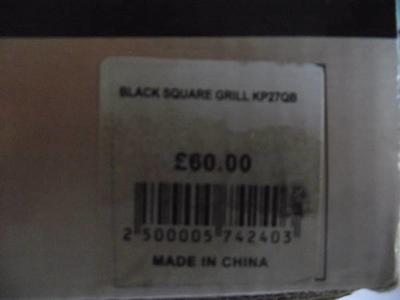 BLACK SQUARE GRILL KP27QB
£60.00
2 500005 742403
MADE IN CHINA